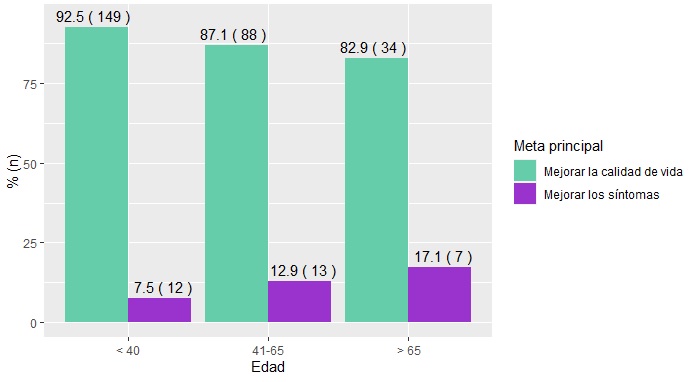 92.5 ( 149 )
87.1 ( 88 )
82.9 ( 34 )
7.5 ( 12 )
12.9 ( 13 )
17.1 ( 7 )
75
50
25
0
% (n)
< 40
41-65
> 65
Edad
Meta principal
Mejorar la calidad de vida
Mejorar los síntomas